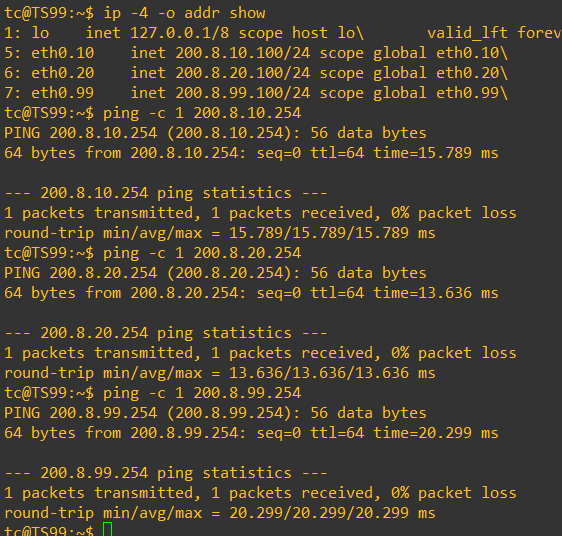 tc@TS99:~$ ip -4 -o addr show
1: lo    inet 127.0.0.1/8 scope host lo\       valid_lft forev
5: eth0.10    inet 200.8.10.100/24 scope global eth0.10\
6: eth0.20    inet 200.8.20.100/24 scope global eth0.20\
7: eth0.99    inet 200.8.99.100/24 scope global eth0.99\
tc@TS99:~$ ping -c 1 200.8.10.254
PING 200.8.10.254 (200.8.10.254): 56 data bytes
64 bytes from 200.8.10.254: seq=0 ttl=64 time=15.789 ms

--- 200.8.10.254 ping statistics ---
1 packets transmitted, 1 packets received, 0% packet loss
round-trip min/avg/max = 15.789/15.789/15.789 ms
tc@TS99:~$ ping -c 1 200.8.20.254
PING 200.8.20.254 (200.8.20.254): 56 data bytes
64 bytes from 200.8.20.254: seq=0 ttl=64 time=13.636 ms

--- 200.8.20.254 ping statistics ---
1 packets transmitted, 1 packets received, 0% packet loss
round-trip min/avg/max = 13.636/13.636/13.636 ms
tc@TS99:~$ ping -c 1 200.8.99.254
PING 200.8.99.254 (200.8.99.254): 56 data bytes
64 bytes from 200.8.99.254: seq=0 ttl=64 time=20.299 ms

--- 200.8.99.254 ping statistics ---
1 packets transmitted, 1 packets received, 0% packet loss
round-trip min/avg/max = 20.299/20.299/20.299 ms
tc@TS99:~$